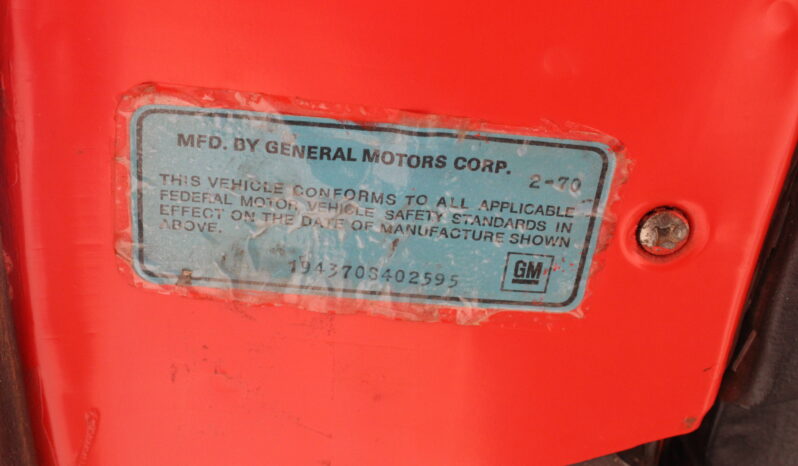 MFD. BY GENERAL MOTORS CORP.
2-70
THIS VEHICLE CONFORMS TO ALL APPLICABLE
FEDERAL MOTOR VEHICLE SAFETY STANDARDS IN
EFFECT ON THE DATE OF MANUFACTURE SHOWN
ABOVE.
194370S402595
GM